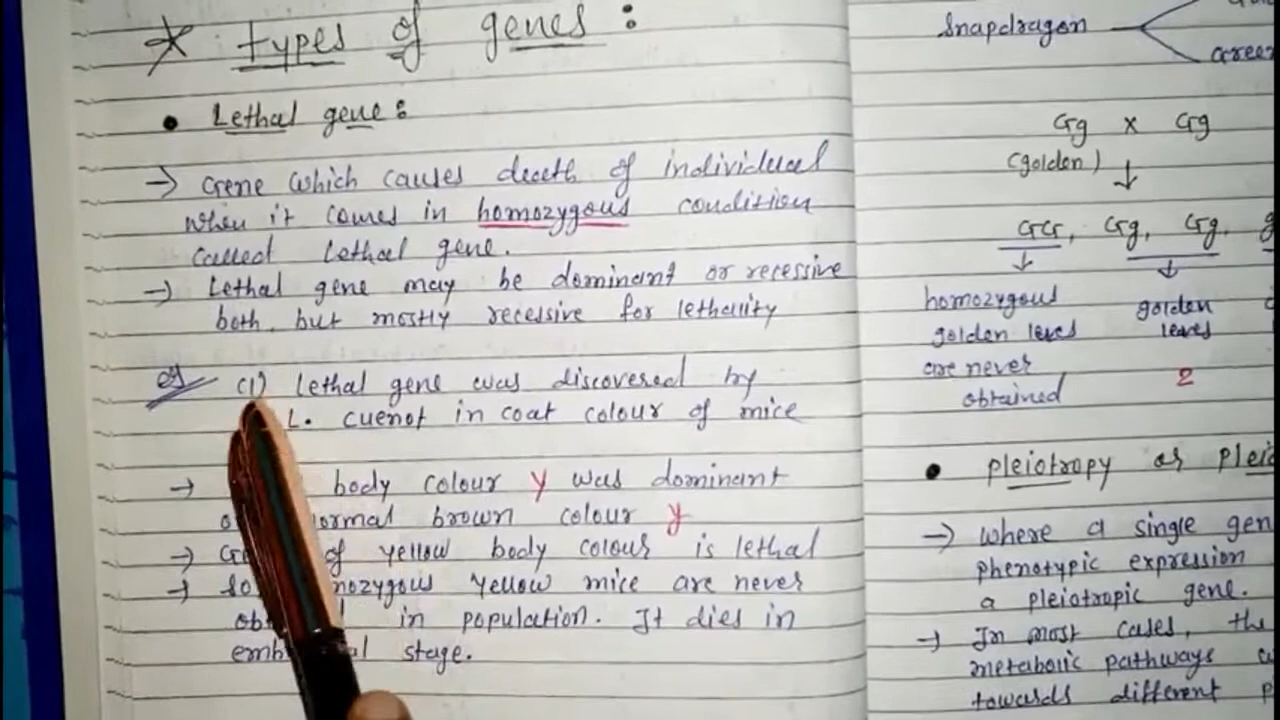 * types of genes :
• Lethal gene :
→ Gene which causes death of individual
when it comes in homozygous condition
called Lethal gene.
→ Lethal gene may be dominant or recessive
both, but mostly recessive for lethality
eg (1) Lethal gene was discovered by
L. cuenot in coat colour of mice
→ body colour Y was dominant
normal brown colour y
→ of yellow body colour is lethal
→ So yellow mice are never
in population. It dies in
stage.
Snapdragon
Gg x Gg
(golden) ↓
GG, Gg, Gg,
↓ ↓
homozygous golden leaves are never obtained
golden leaves
2
• pleiotropy or
→ where a single
phenotypic expression
a pleiotropic gene.
→ In most cases, the
metabolic pathways
towards different